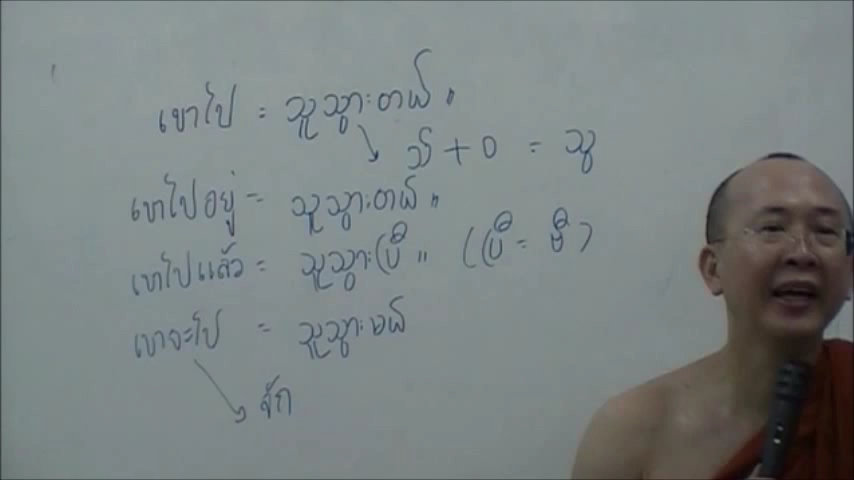 เขาไป = သူသွားတယ်။
သ် + ဝ = သွ
เขาไปอยู่ = သူသွားတယ်။
เขาไปแล้ว = သူသွားပြီ။ (ပြီ = ဗီ)
เขาจะไป = သူသွားမယ်
จัก